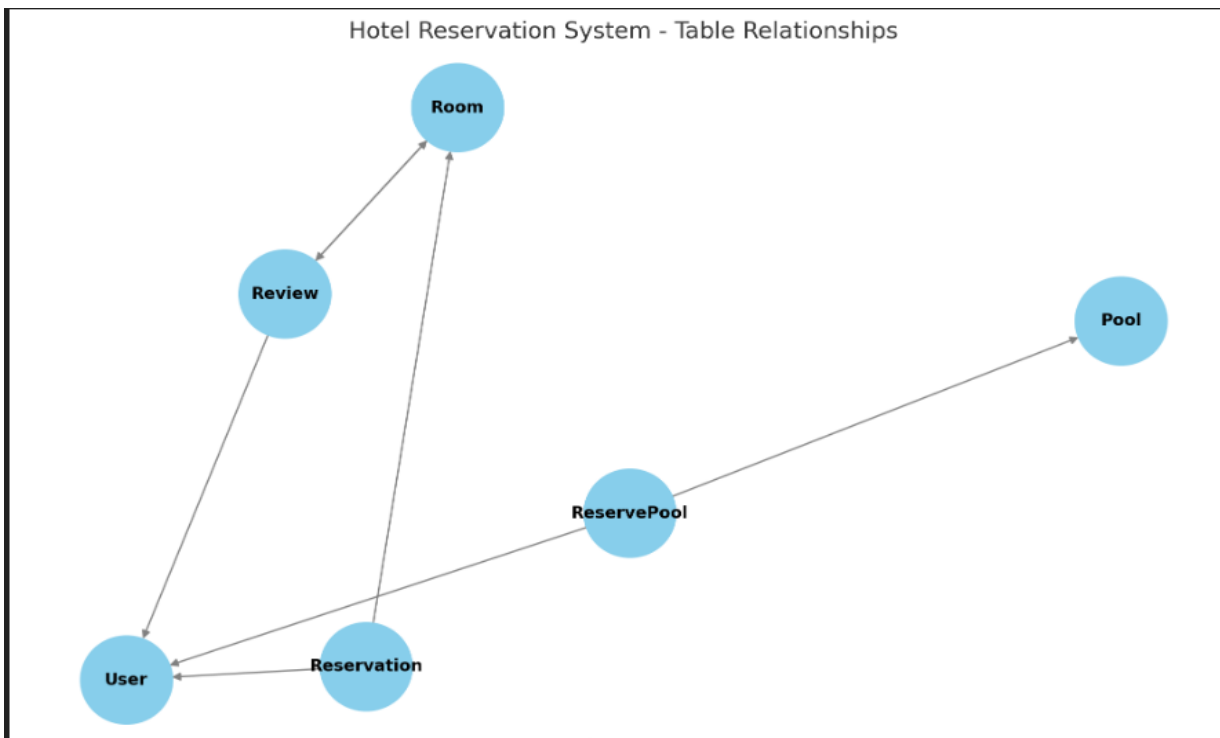 Hotel Reservation System - Table Relationships
Room
Review
Pool
ReservePool
Reservation
User